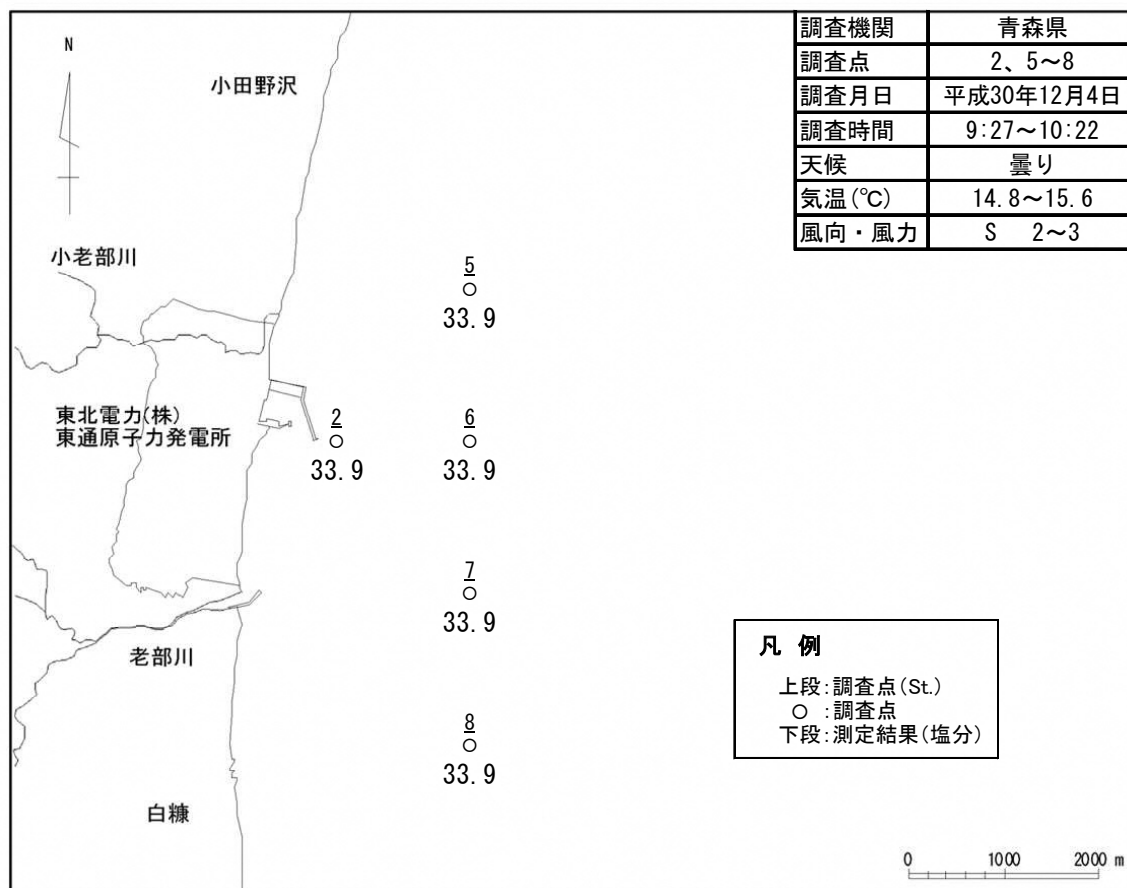 調査機関 青森県
調査点 2、5～8
調査月日 平成30年12月4日
調査時間 9:27～10:22
天候 曇り
気温(℃) 14.8～15.6
風向・風力 S 2～3
N
小田野沢
小老部川
5
○
33.9
東北電力(株)
東通原子力発電所
2
○
33.9
6
○
33.9
7
○
33.9
老部川
8
○
33.9
白糠
凡 例
上段:調査点(St.)
○ :調査点
下段:測定結果(塩分)
0 1000 2000 m